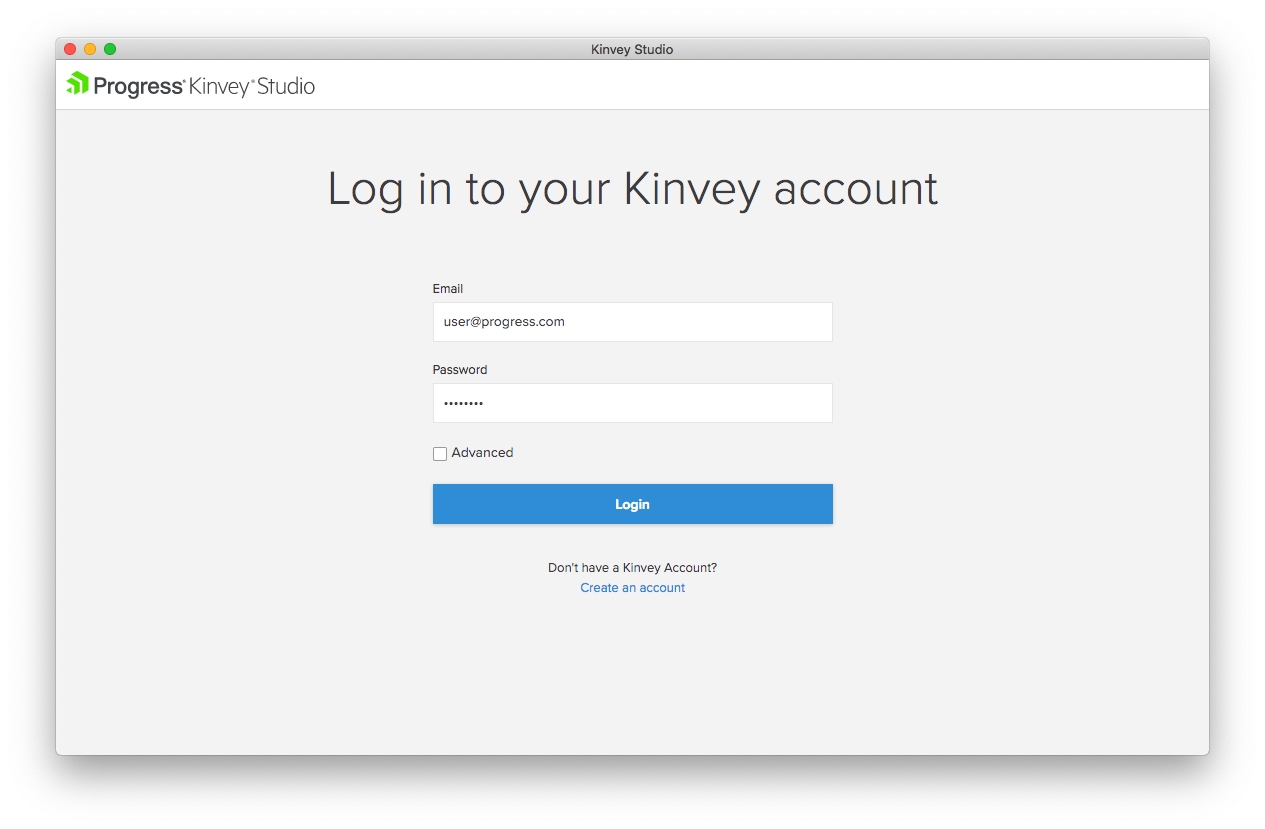 Kinvey Studio
Progress® Kinvey® Studio
Log in to your Kinvey account
Email
user@progress.com
Password
••••••••
Advanced
Login
Don't have a Kinvey Account?
Create an account